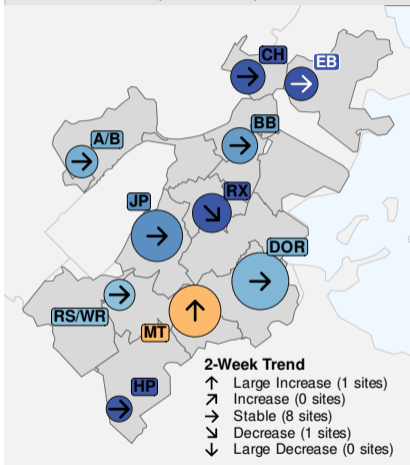 CH
EB
BB
A/B
RX
JP
DOR
RS/WR
MT
HP
2-Week Trend
↑ Large Increase (1 sites)
↗ Increase (0 sites)
→ Stable (8 sites)
↘ Decrease (1 sites)
↓ Large Decrease (0 sites)